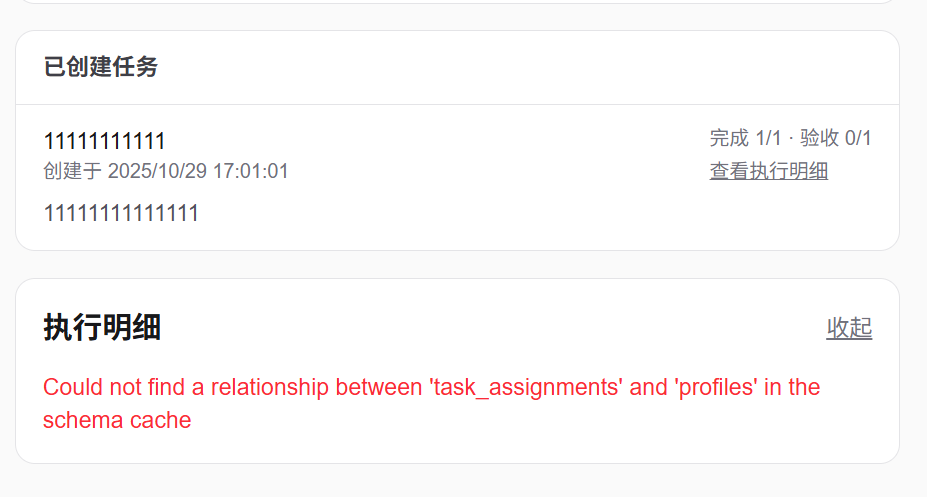 已创建任务
11111111111
完成 1/1 · 验收 0/1
创建于 2025/10/29 17:01:01
查看执行明细
11111111111111
执行明细
收起
Could not find a relationship between 'task_assignments' and 'profiles' in the
schema cache